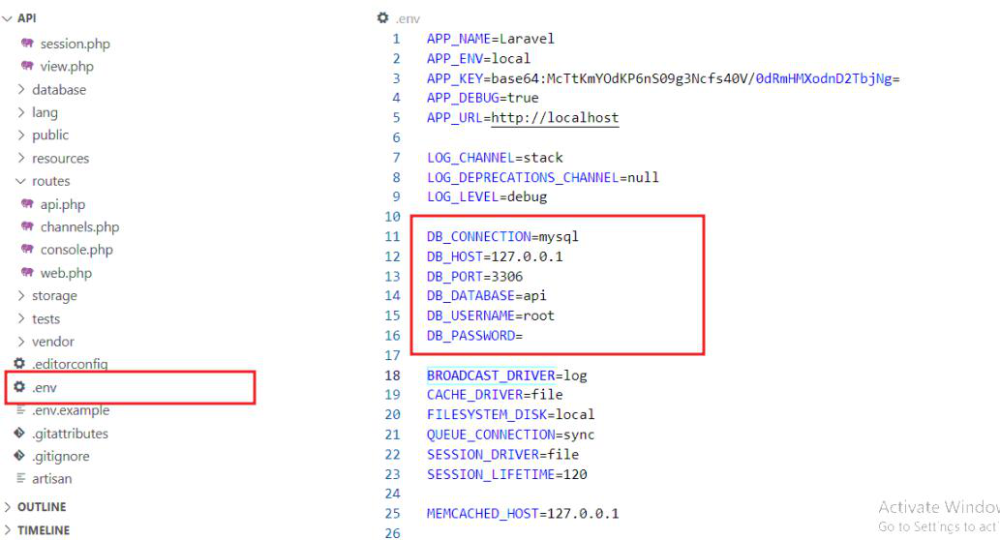 API
session.php
view.php
database
lang
public
resources
routes
api.php
channels.php
console.php
web.php
storage
tests
vendor
.editorconfig
.env
.env.example
.gitattributes
.gitignore
artisan
OUTLINE
TIMELINE
.env
1 APP_NAME=Laravel
2 APP_ENV=local
3 APP_KEY=base64:McTtKmYOdKP6nS09g3Ncfs40V/0dRmHMXodnD2TbjNg=
4 APP_DEBUG=true
5 APP_URL=http://localhost
6
7 LOG_CHANNEL=stack
8 LOG_DEPRECATIONS_CHANNEL=null
9 LOG_LEVEL=debug
10
11 DB_CONNECTION=mysql
12 DB_HOST=127.0.0.1
13 DB_PORT=3306
14 DB_DATABASE=api
15 DB_USERNAME=root
16 DB_PASSWORD=
17
18 BROADCAST_DRIVER=log
19 CACHE_DRIVER=file
20 FILESYSTEM_DISK=local
21 QUEUE_CONNECTION=sync
22 SESSION_DRIVER=file
23 SESSION_LIFETIME=120
24
25 MEMCACHED_HOST=127.0.0.1
26
Activate Windo
Go to Settings to act